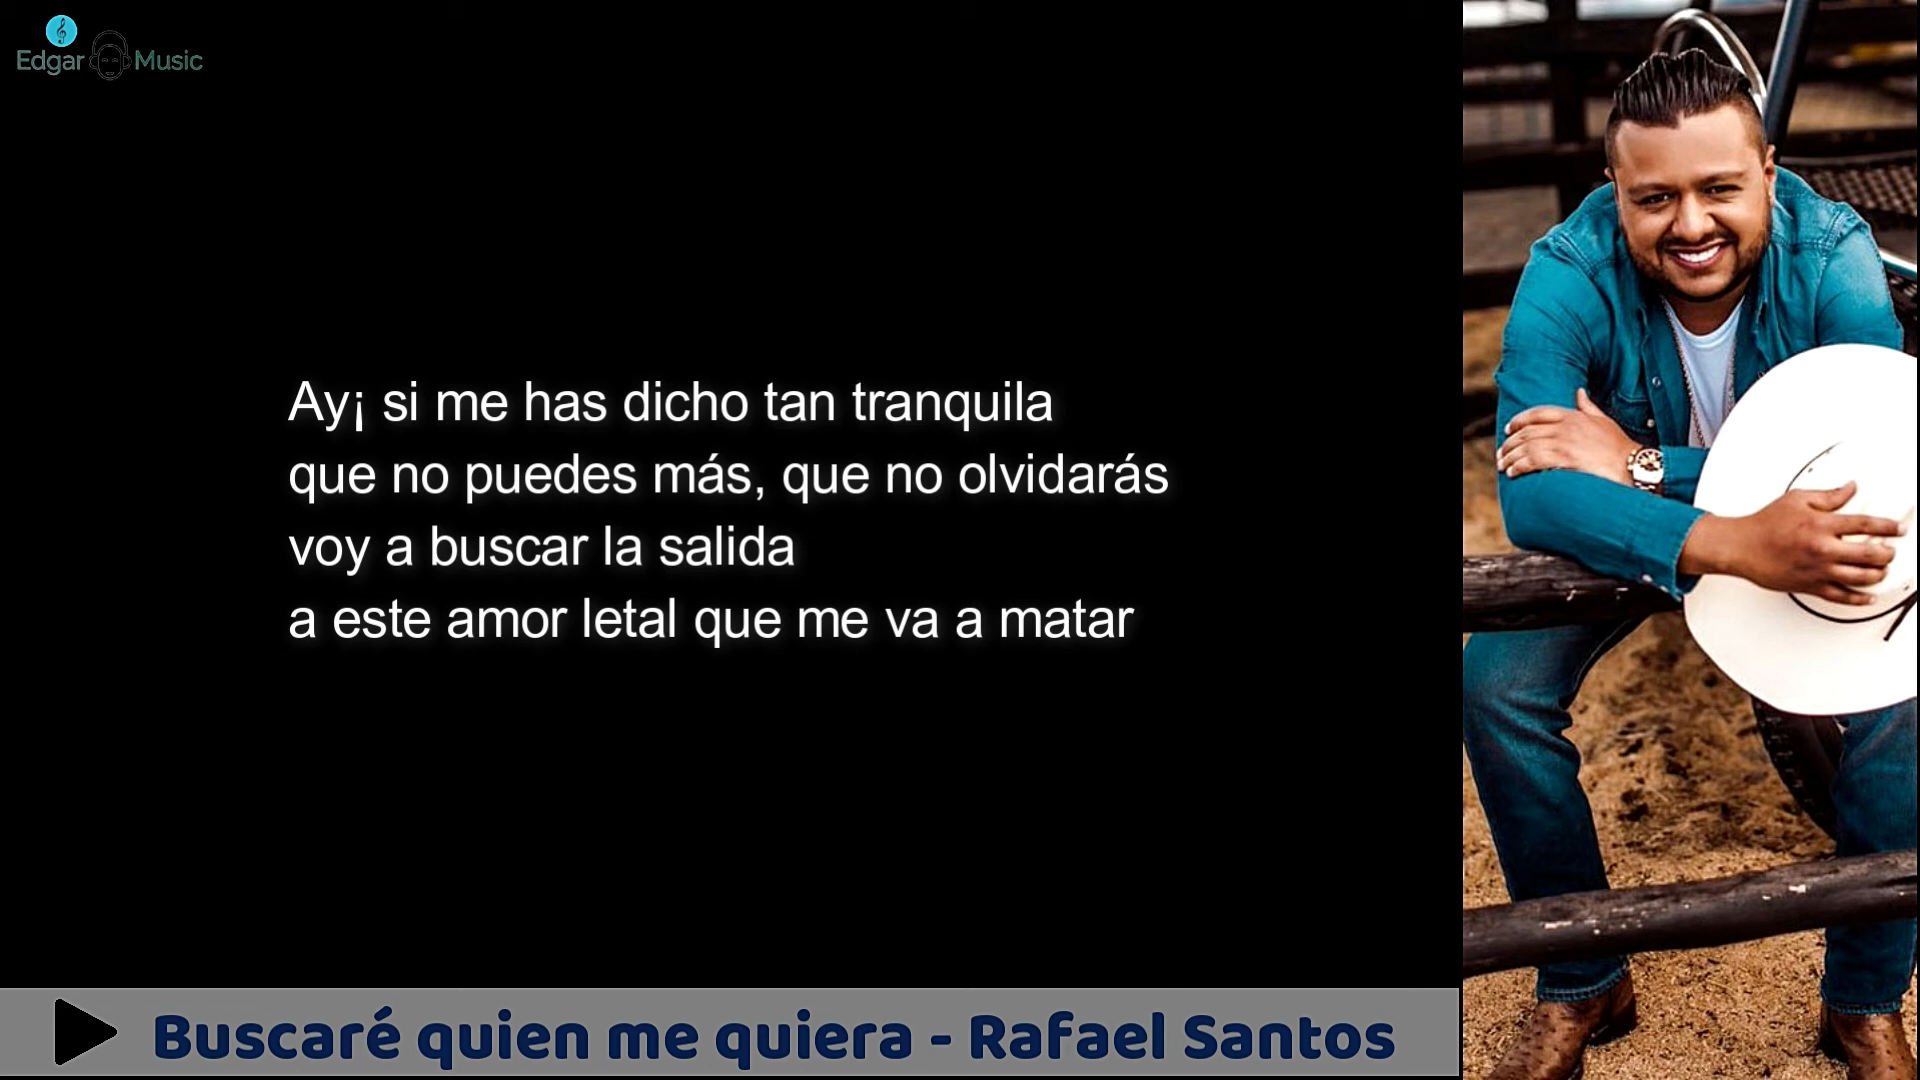 Edgar Music
Ay¡ si me has dicho tan tranquila
que no puedes más, que no olvidarás
voy a buscar la salida
a este amor letal que me va a matar
Buscaré quien me quiera - Rafael Santos